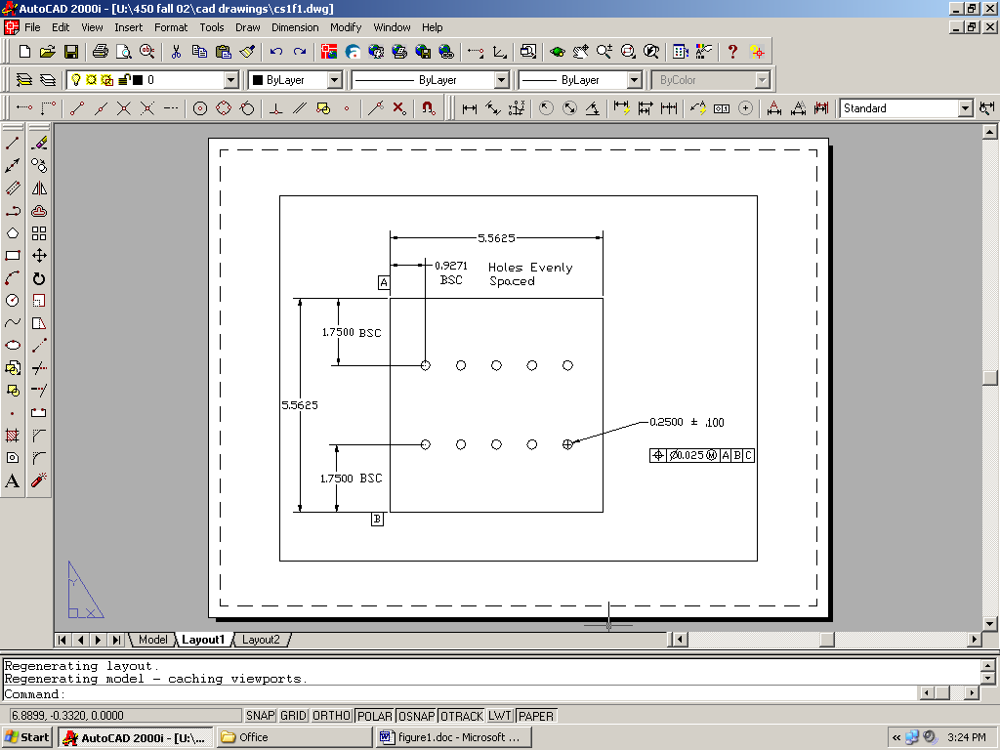 AutoCAD 2000i - [U:\450 fall 02\cad drawings\cs1f1.dwg]
File Edit View Insert Format Tools Draw Dimension Modify Window Help
0 ByLayer ByLayer ByLayer ByColor
Standard
5.5625
0.9271 Holes Evenly
BSC Spaced
A
1.7500 BSC
5.5625
0.2500 ± .100
⌀0.025 Ⓜ A B C
1.7500 BSC
B
Y
X
A
Model Layout1 Layout2
Regenerating layout.
Regenerating model - caching viewports.
Command:
6.8899, -0.3320, 0.0000 SNAP GRID ORTHO POLAR OSNAP OTRACK LWT PAPER
Start AutoCAD 2000i - [U:\... Office figure1.doc - Microsoft ... « 3:24 PM